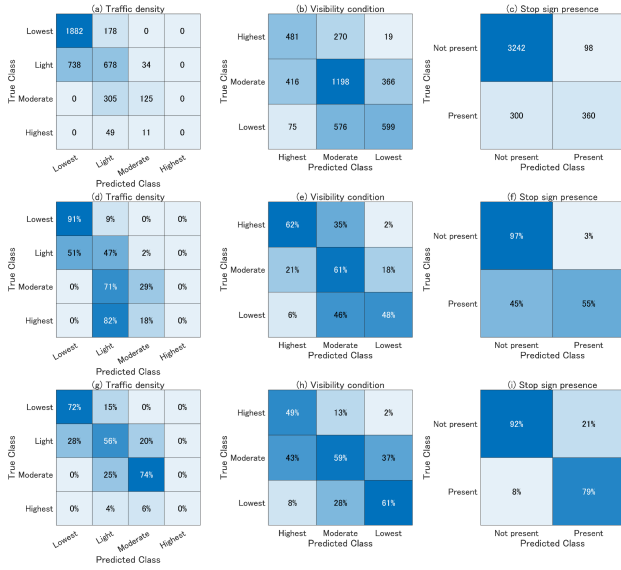 (a) Traffic density
True Class
Lowest 1882 178 0 0
Light 738 678 34 0
Moderate 0 305 125 0
Highest 0 49 11 0
Lowest Light Moderate Highest
Predicted Class
(b) Visibility condition
True Class
Highest 481 270 19
Moderate 416 1198 366
Lowest 75 576 599
Highest Moderate Lowest
Predicted Class
(c) Stop sign presence
True Class
Not present 3242 98
Present 300 360
Not present Present
Predicted Class
(d) Traffic density
True Class
Lowest 91% 9% 0% 0%
Light 51% 47% 2% 0%
Moderate 0% 71% 29% 0%
Highest 0% 82% 18% 0%
Lowest Light Moderate Highest
Predicted Class
(e) Visibility condition
True Class
Highest 62% 35% 2%
Moderate 21% 61% 18%
Lowest 6% 46% 48%
Highest Moderate Lowest
Predicted Class
(f) Stop sign presence
True Class
Not present 97% 3%
Present 45% 55%
Not present Present
Predicted Class
(g) Traffic density
True Class
Lowest 72% 15% 0% 0%
Light 28% 56% 20% 0%
Moderate 0% 25% 74% 0%
Highest 0% 4% 6% 0%
Lowest Light Moderate Highest
Predicted Class
(h) Visibility condition
True Class
Highest 49% 13% 2%
Moderate 43% 59% 37%
Lowest 8% 28% 61%
Highest Moderate Lowest
Predicted Class
(i) Stop sign presence
True Class
Not present 92% 21%
Present 8% 79%
Not present Present
Predicted Class